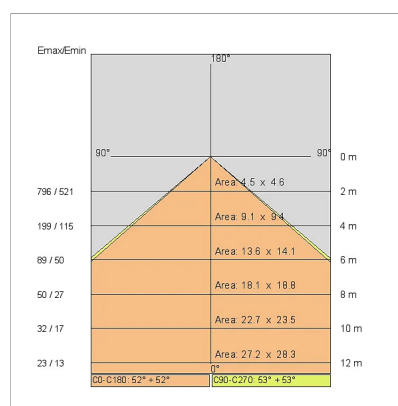 Emax/Emin
180°
90° 90° 0 m
Area: 4.5 x 4.6
796 / 521 2 m
Area: 9.1 x 9.4
199 / 115 4 m
Area: 13.6 x 14.1
89 / 50 6 m
Area: 18.1 x 18.8
50 / 27 8 m
Area: 22.7 x 23.5
32 / 17 10 m
Area: 27.2 x 28.3
23 / 13 12 m
0°
C0-C180: 52° + 52° C90-C270: 53° + 53°